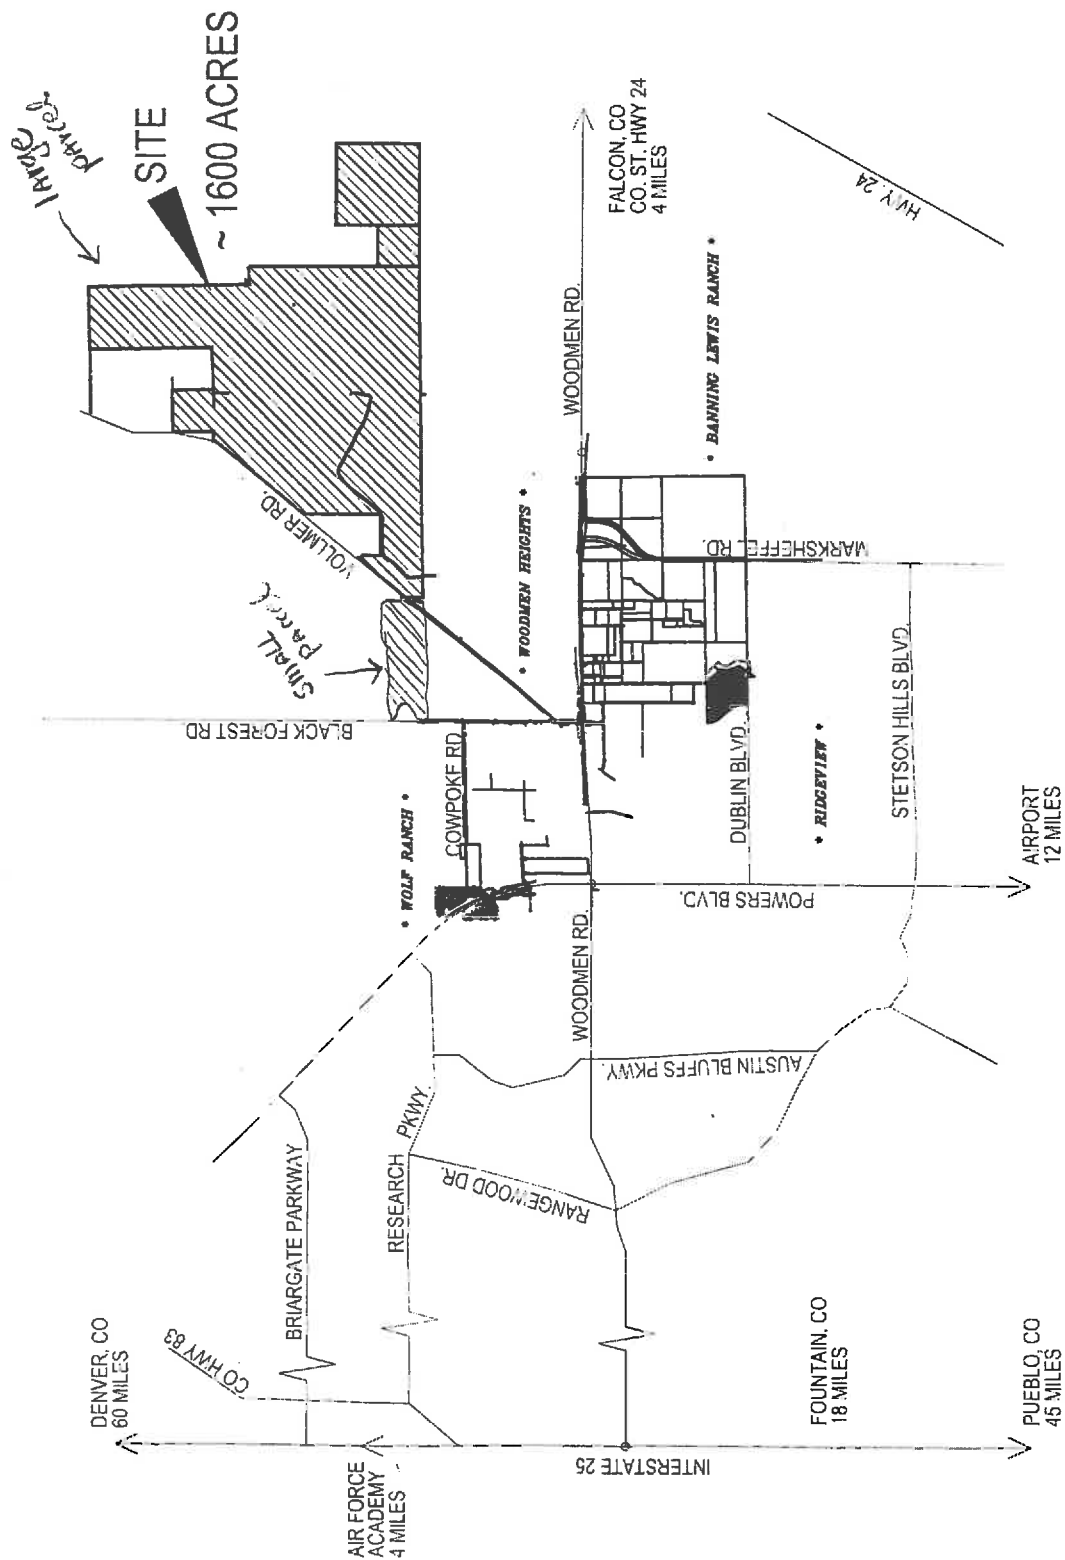 large
parcel
SITE
~ 1600 ACRES
VOLLMER RD.
small
parcel
BLACK FOREST RD
* WOLF RANCH *
COWPOKE RD
* WOODMEN HEIGHTS *
WOODMEN RD.
FALCON, CO
CO. ST. HWY 24
4 MILES
HWY. 24
* BANNING LEWIS RANCH *
MARKSHEFFEL RD.
DUBLIN BLVD.
* RIDGEVIEW *
STETSON HILLS BLVD.
POWERS BLVD.
AIRPORT
12 MILES
WOODMEN RD.
AUSTIN BLUFFS PKWY.
RESEARCH PKWY.
RANGEWOOD DR.
BRIARGATE PARKWAY
CO HWY 83
DENVER, CO
60 MILES
AIR FORCE
ACADEMY
4 MILES
INTERSTATE 25
FOUNTAIN, CO
18 MILES
PUEBLO, CO
45 MILES